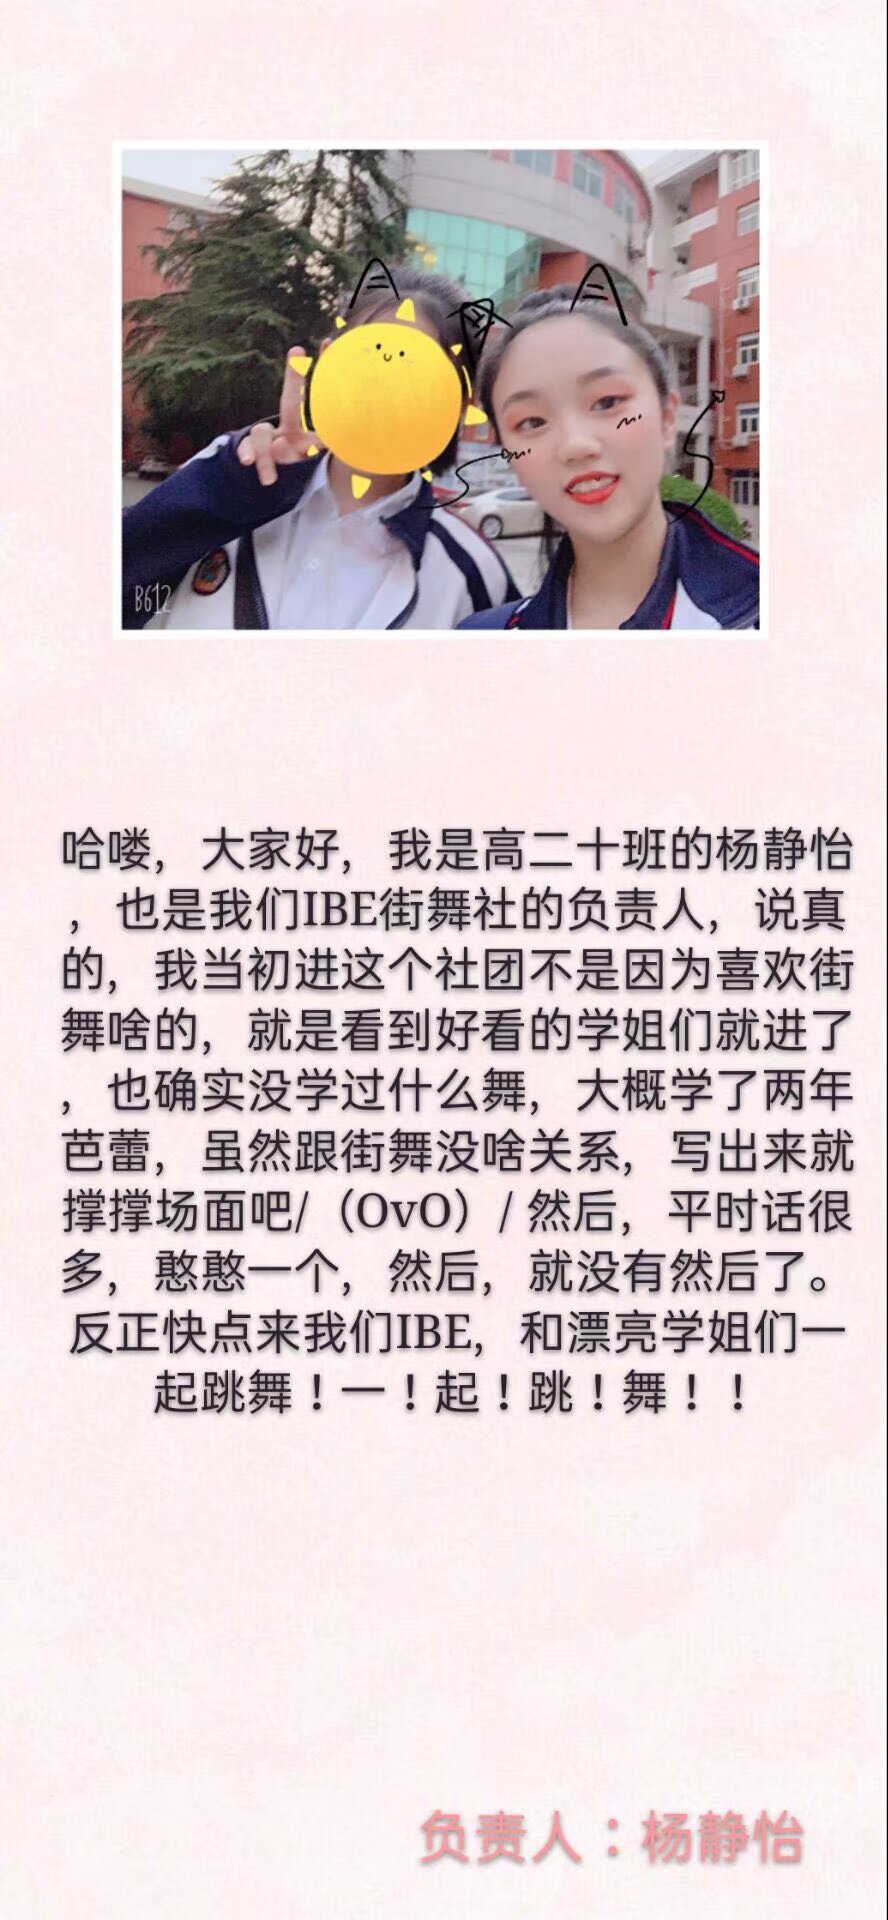 B612
哈喽，大家好，我是高二十班的杨静怡
，也是我们IBE街舞社的负责人，说真
的，我当初进这个社团不是因为喜欢街
舞啥的，就是看到好看的学姐们就进了
，也确实没学过什么舞，大概学了两年
芭蕾，虽然跟街舞没啥关系，写出来就
撑撑场面吧/（OvO）/ 然后，平时话很
多，憨憨一个，然后，就没有然后了。
反正快点来我们IBE，和漂亮学姐们一
起跳舞！一！起！跳！舞！！
负责人：杨静怡